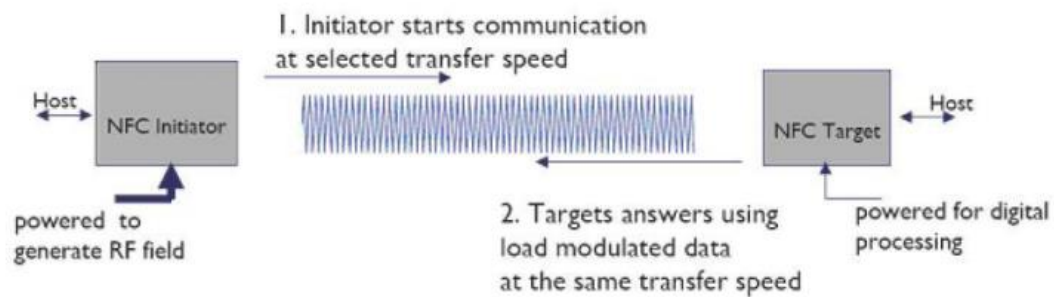 1. Initiator starts communication
at selected transfer speed
Host
NFC Initiator
NFC Target
Host
powered to
generate RF field
2. Targets answers using
load modulated data
at the same transfer speed
powered for digital
processing